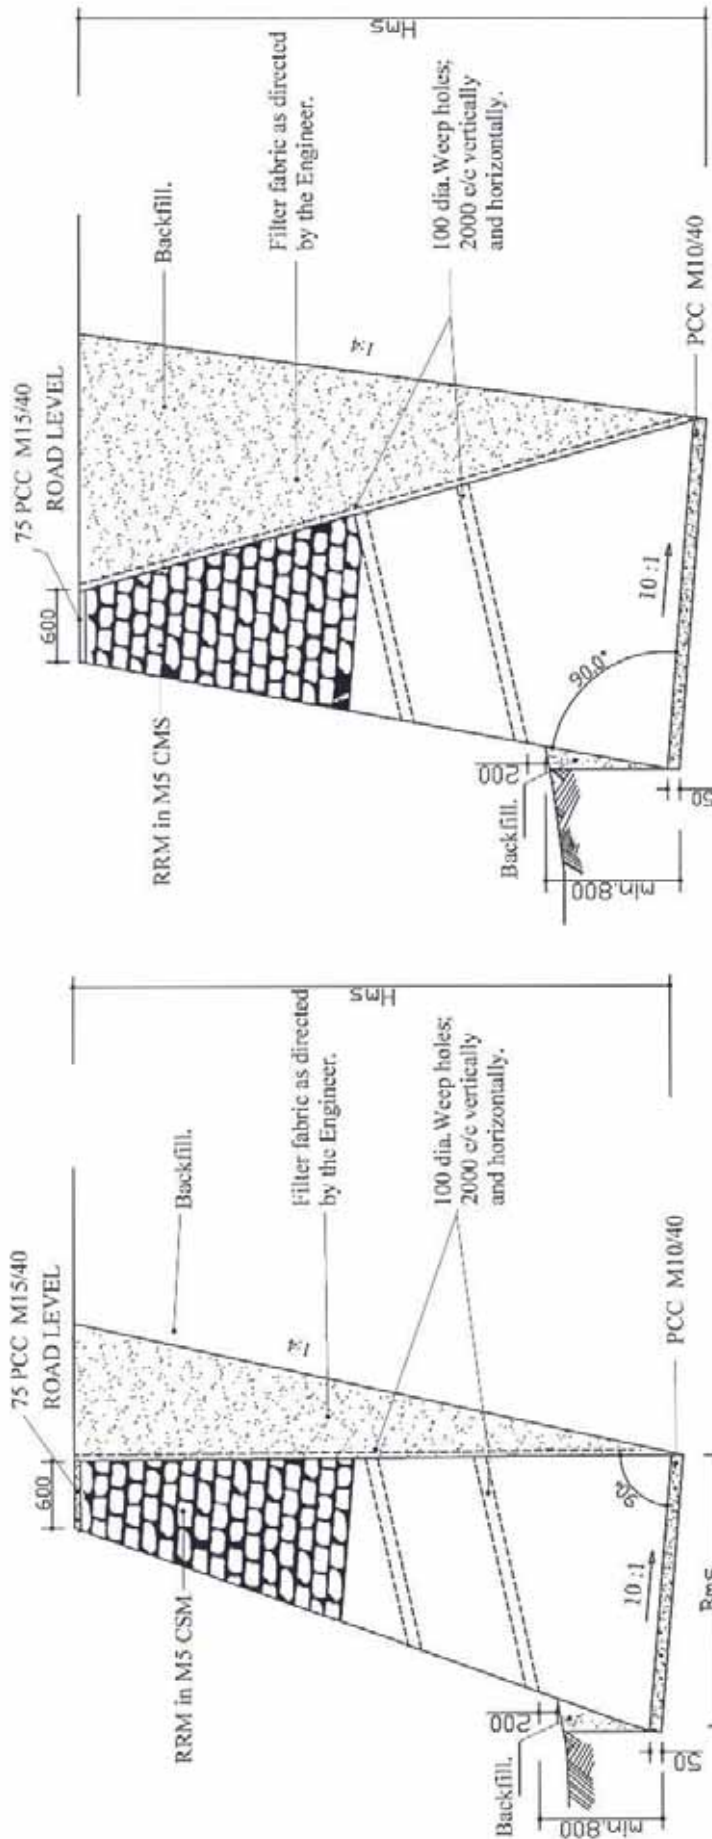 75 PCC M15/40
ROAD LEVEL
600
RRM in M5 CSM
Backfill.
Filter fabric as directed
by the Engineer.
1:4
Hms
100 dia. Weep holes;
2000 c/c vertically
and horizontally.
200
Backfill.
min.800
50
90°
10 :1
PCC M10/40
Bms
75 PCC M15/40
ROAD LEVEL
600
RRM in M5 CMS
Backfill.
Filter fabric as directed
by the Engineer.
1:4
Hms
100 dia. Weep holes;
2000 c/c vertically
and horizontally.
200
Backfill.
min.800
50
90.0°
10 :1
PCC M10/40